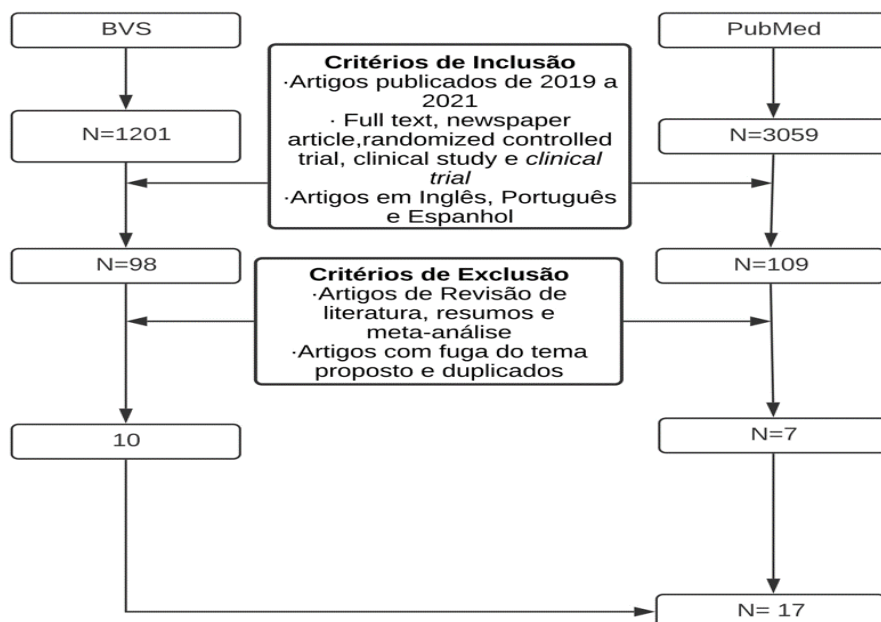 BVS
PubMed
Critérios de Inclusão
·Artigos publicados de 2019 a
2021
· Full text, newspaper
article,randomized controlled
trial, clinical study e clinical
trial
·Artigos em Inglês, Português
e Espanhol
N=1201
N=3059
N=98
N=109
Critérios de Exclusão
·Artigos de Revisão de
literatura, resumos e
meta-análise
·Artigos com fuga do tema
proposto e duplicados
10
N=7
N= 17